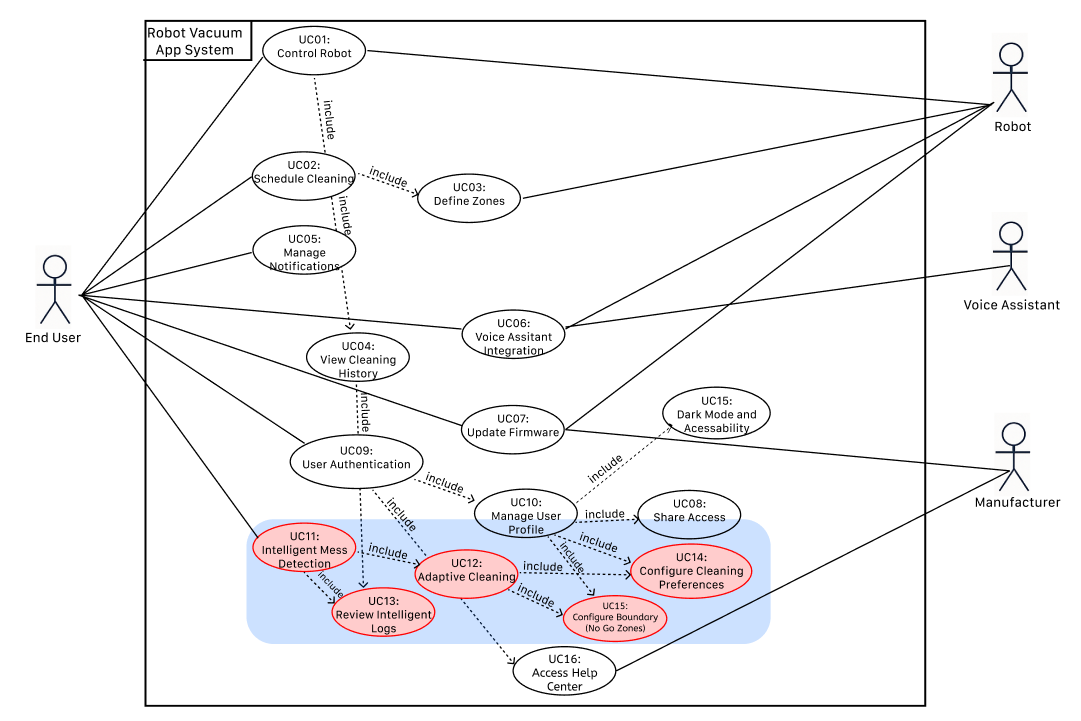 Robot Vacuum
App System
UC01:
Control Robot
include
Robot
UC02:
Schedule Cleaning
include
UC03:
Define Zones
include
UC05:
Manage
Notifications
Voice Assistant
End User
UC06:
Voice Assitant
Integration
UC04:
View Cleaning
History
include
UC15:
Dark Mode and
Acessability
UC07:
Update Firmware
UC09:
User Authentication
include
include
Manufacturer
UC10:
Manage User
Profile
include
UC08:
Share Access
include
UC11:
Intelligent Mess
Detection
include
include
include
UC14:
Configure Cleaning
Preferences
UC12:
Adaptive Cleaning
include
include
include
UC13:
Review Intelligent
Logs
UC15:
Configure Boundary
(No Go Zones)
UC16:
Access Help
Center